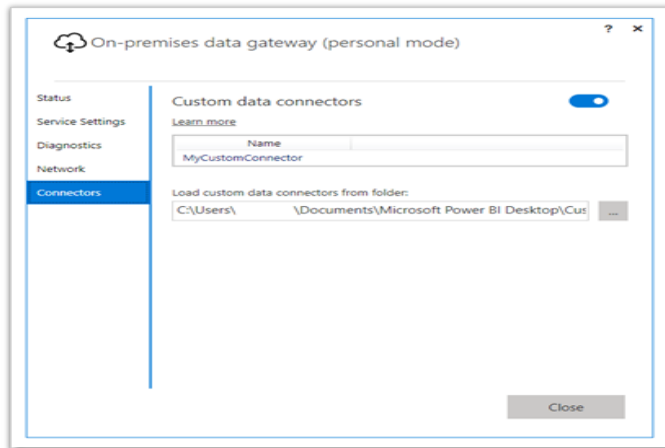 ? ×
On-premises data gateway (personal mode)
Status
Service Settings
Diagnostics
Network
Connectors
Custom data connectors
Learn more
Name
MyCustomConnector
Load custom data connectors from folder:
C:\Users\ \Documents\Microsoft Power BI Desktop\Cus
...
Close